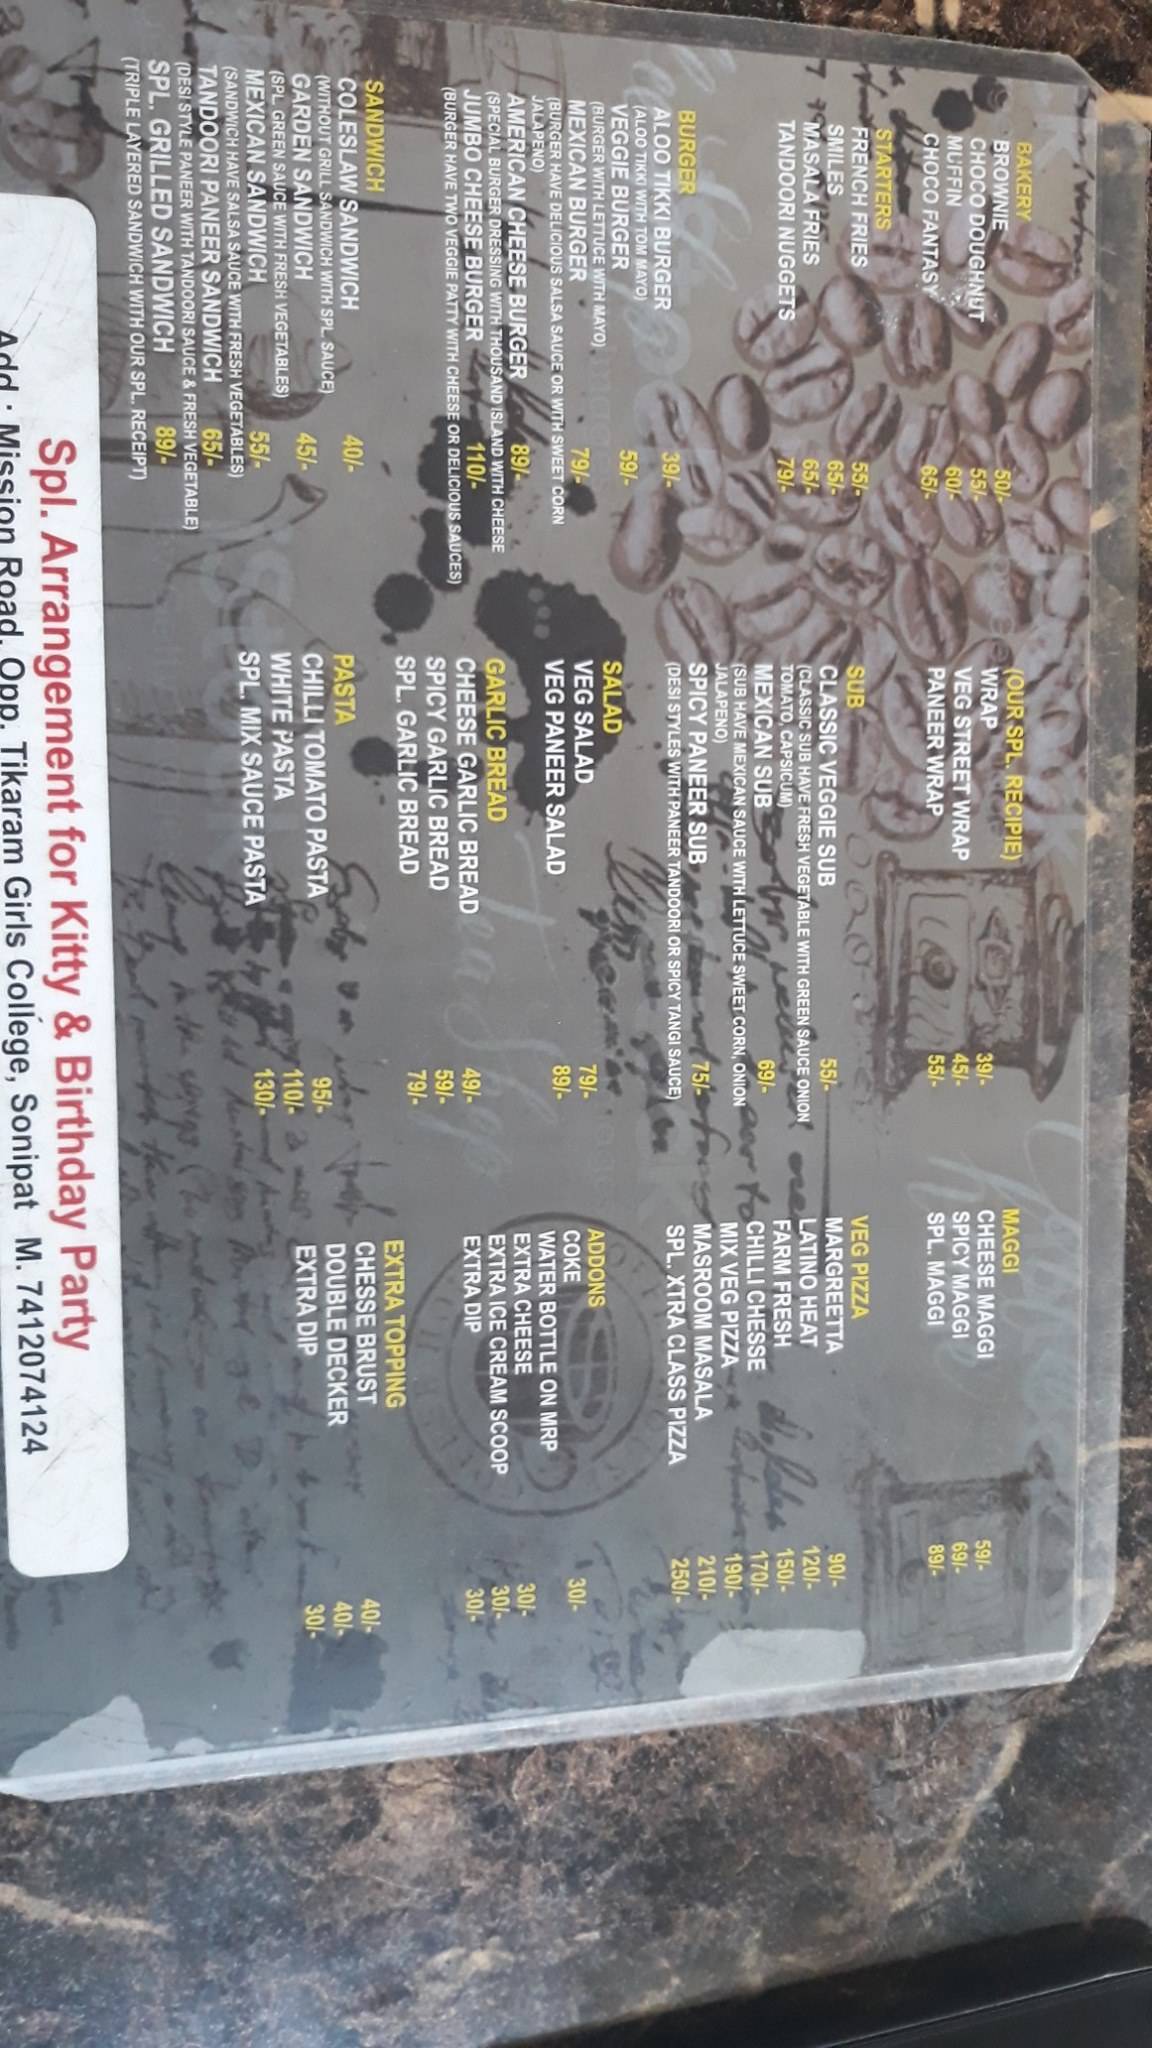 BAKERY
BROWNIE 50/-
CHOCO DOUGHNUT 55/-
MUFFIN 60/-
CHOCO FANTASY 65/-
STARTERS
FRENCH FRIES 55/-
SMILES 65/-
MASALA FRIES 65/-
TANDOORI NUGGETS 79/-
BURGER
ALOO TIKKI BURGER 39/-
(ALOO TIKKI WITH TOM MAYO)
VEGGIE BURGER 59/-
(BURGER WITH LETTUCE WITH MAYO)
MEXICAN BURGER 79/-
(BURGER HAVE DELICIOUS SALSA SAUCE OR WITH SWEET CORN
JALAPENO)
AMERICAN CHEESE BURGER 89/-
(SPECIAL BURGER DRESSING WITH THOUSAND ISLAND WITH CHEESE
JUMBO CHEESE BURGER 110/-
(BURGER HAVE TWO VEGGIE PATTY WITH CHEESE OR DELICIOUS SAUCES)
SANDWICH
COLESLAW SANDWICH 40/-
(WITHOUT GRILL SANDWICH WITH SPL. SAUCE)
GARDEN SANDWICH 45/-
(SPL. GREEN SAUCE WITH FRESH VEGETABLES)
MEXICAN SANDWICH 55/-
(SANDWICH HAVE SALSA SAUCE WITH FRESH VEGETABLES)
TANDOORI PANEER SANDWICH 65/-
(DESI STYLE PANEER WITH TANDOORI SAUCE & FRESH VEGETABLE)
SPL. GRILLED SANDWICH 89/-
(TRIPLE LAYERED SANDWICH WITH OUR SPL. RECEIPT)
(OUR SPL. RECIPIE)
WRAP 39/-
VEG STREET WRAP 45/-
PANEER WRAP 55/-
SUB
CLASSIC VEGGIE SUB 55/-
(CLASSIC SUB HAVE FRESH VEGETABLE WITH GREEN SAUCE ONION
TOMATO, CAPSICUM)
MEXICAN SUB 69/-
(SUB HAVE MEXICAN SAUCE WITH LETTUCE SWEET CORN, ONION
JALAPENO)
SPICY PANEER SUB 75/-
(DESI STYLES WITH PANEER TANDOORI OR SPICY TANGI SAUCE)
SALAD
VEG SALAD 79/-
VEG PANEER SALAD 89/-
GARLIC BREAD
CHEESE GARLIC BREAD 49/-
SPICY GARLIC BREAD 59/-
SPL. GARLIC BREAD 79/-
PASTA
CHILLI TOMATO PASTA 95/-
WHITE PASTA 110/-
SPL. MIX SAUCE PASTA 130/-
MAGGI
CHEESE MAGGI 59/-
SPICY MAGGI 69/-
SPL. MAGGI 89/-
VEG PIZZA
MARGREETTA 90/-
LATINO HEAT 120/-
FARM FRESH 150/-
CHILLI CHESSE 170/-
MIX VEG PIZZA 190/-
MASROOM MASALA 210/-
SPL. XTRA CLASS PIZZA 250/-
ADDONS
COKE 30/-
WATER BOTTLE ON MRP
EXTRA CHEESE 30/-
EXTRA ICE CREAM SCOOP 30/-
EXTRA DIP 30/-
EXTRA TOPPING
CHESSE BRUST 40/-
DOUBLE DECKER 40/-
EXTRA DIP 30/-
Spl. Arrangement for Kitty & Birthday Party
Add : Mission Road, Opp. Tikaram Girls College, Sonipat M. 7412074124